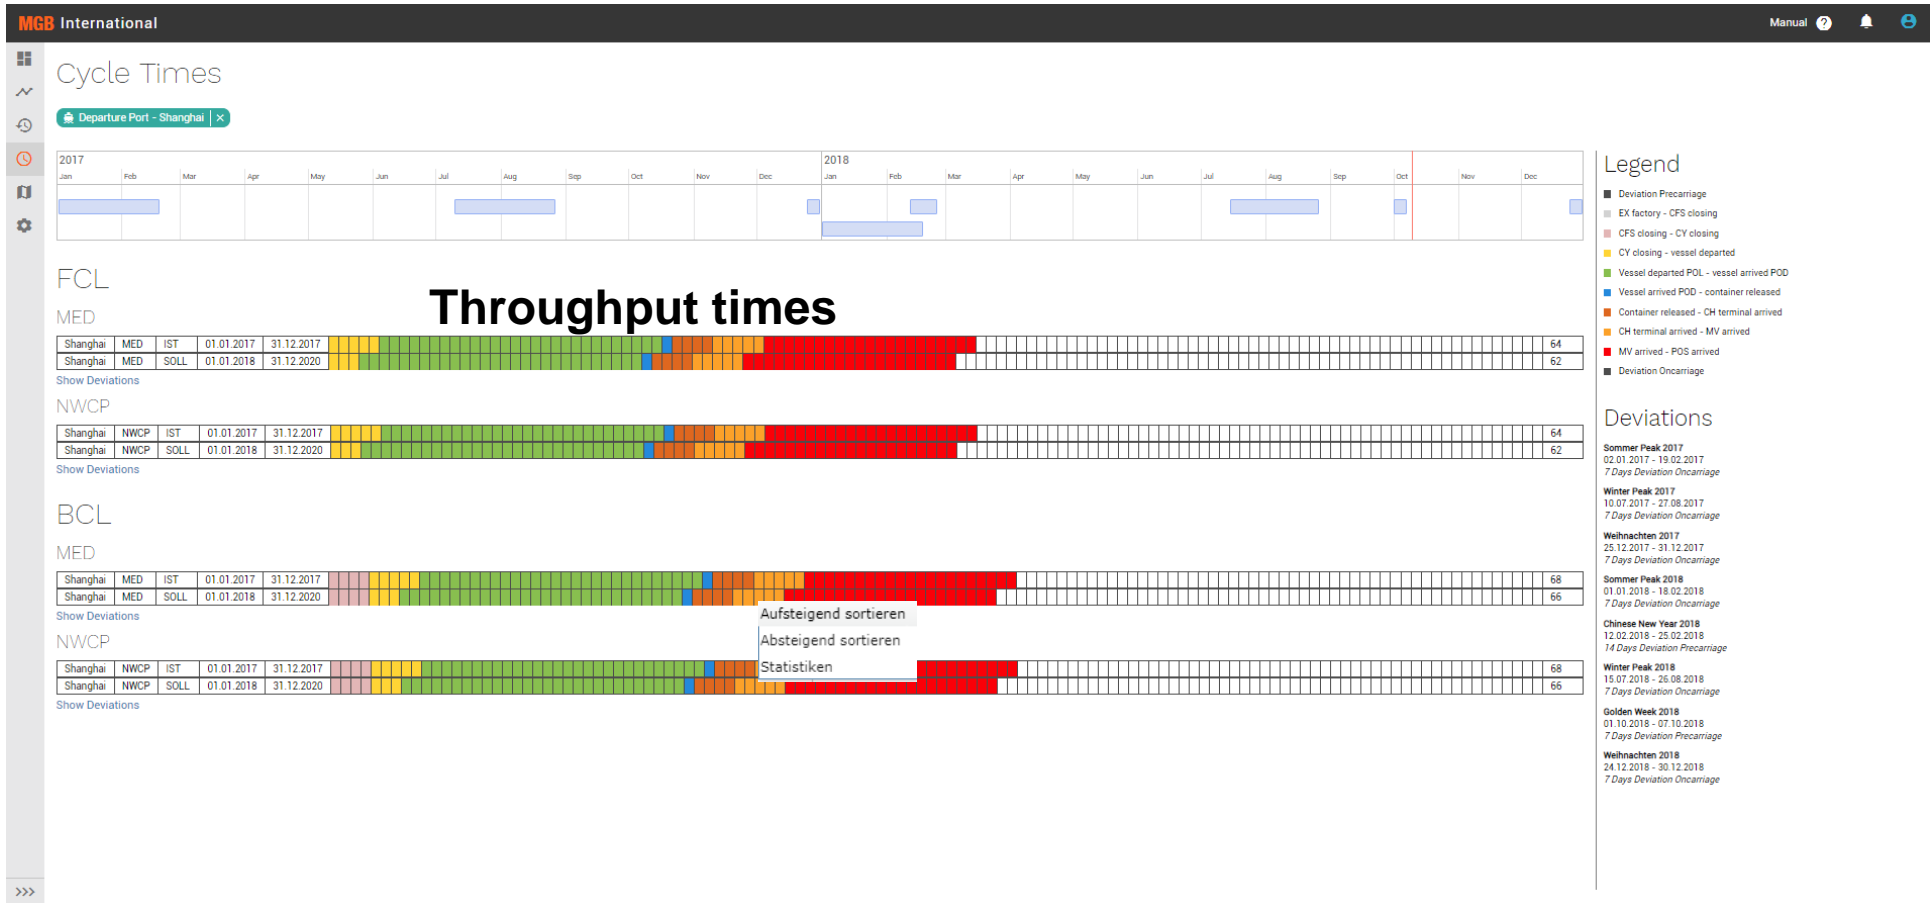 MGB International
Manual ?
Cycle Times
Departure Port - Shanghai ×
2017 2018
Jan Feb Mar Apr May Jun Jul Aug Sep Oct Nov Dec Jan Feb Mar Apr May Jun Jul Aug Sep Oct Nov Dec
FCL
Throughput times
MED
Shanghai MED IST 01.01.2017 31.12.2017 64
Shanghai MED SOLL 01.01.2018 31.12.2020 62
Show Deviations
NWCP
Shanghai NWCP IST 01.01.2017 31.12.2017 64
Shanghai NWCP SOLL 01.01.2018 31.12.2020 62
Show Deviations
BCL
MED
Shanghai MED IST 01.01.2017 31.12.2017 68
Shanghai MED SOLL 01.01.2018 31.12.2020 66
Show Deviations
Aufsteigend sortieren
Absteigend sortieren
Statistiken
NWCP
Shanghai NWCP IST 01.01.2017 31.12.2017 68
Shanghai NWCP SOLL 01.01.2018 31.12.2020 66
Show Deviations
>>>
Legend
Deviation Precarriage
EX factory - CFS closing
CFS closing - CY closing
CY closing - vessel departed
Vessel departed POL - vessel arrived POD
Vessel arrived POD - container released
Container released - CH terminal arrived
CH terminal arrived - MV arrived
MV arrived - POS arrived
Deviation Oncarriage
Deviations
Sommer Peak 2017
02.01.2017 - 19.02.2017
7 Days Deviation Oncarriage
Winter Peak 2017
10.07.2017 - 27.08.2017
7 Days Deviation Oncarriage
Weihnachten 2017
25.12.2017 - 31.12.2017
7 Days Deviation Oncarriage
Sommer Peak 2018
01.01.2018 - 18.02.2018
7 Days Deviation Oncarriage
Chinese New Year 2018
12.02.2018 - 25.02.2018
14 Days Deviation Precarriage
Winter Peak 2018
15.07.2018 - 26.08.2018
7 Days Deviation Oncarriage
Golden Week 2018
01.10.2018 - 07.10.2018
7 Days Deviation Precarriage
Weihnachten 2018
24.12.2018 - 30.12.2018
7 Days Deviation Oncarriage